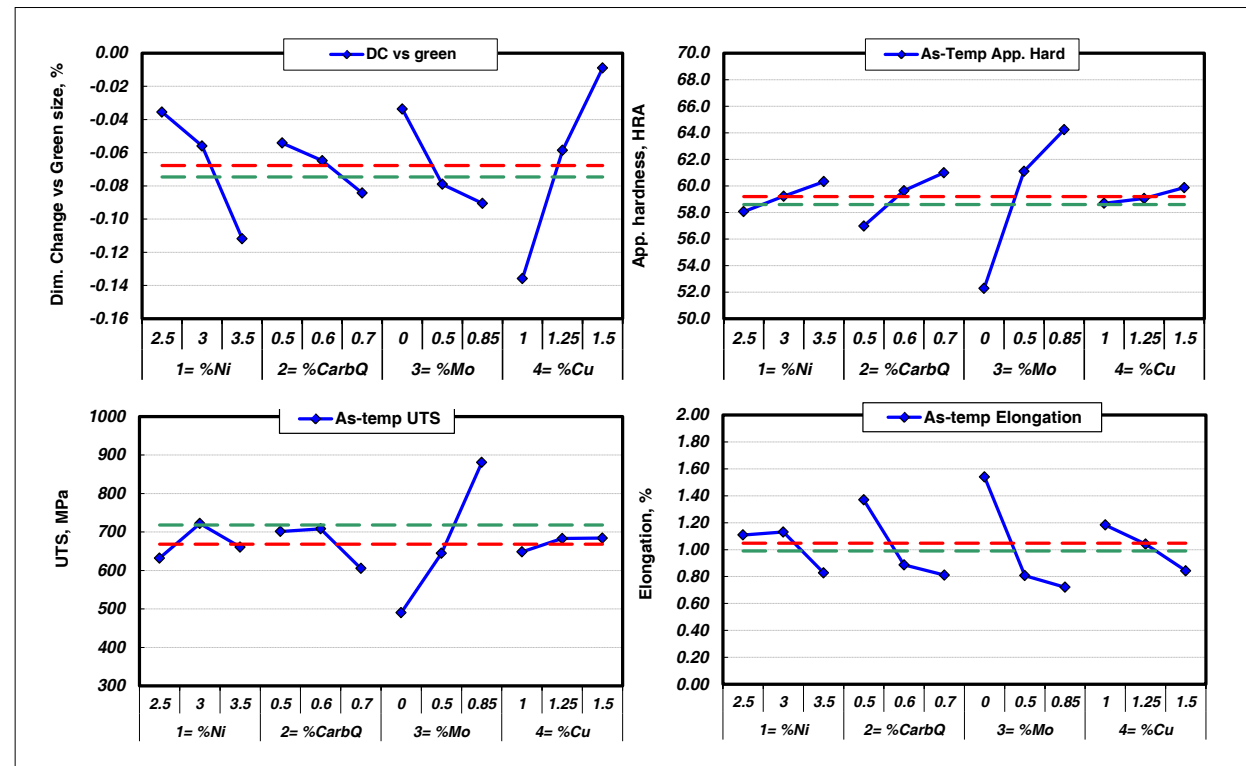 DC vs green
Dim. Change vs Green size, %
0.00
-0.02
-0.04
-0.06
-0.08
-0.10
-0.12
-0.14
-0.16
2.5 3 3.5 0.5 0.6 0.7 0 0.5 0.85 1 1.25 1.5
1= %Ni 2= %CarbQ 3= %Mo 4= %Cu
As-Temp App. Hard
App. hardness, HRA
70.0
68.0
66.0
64.0
62.0
60.0
58.0
56.0
54.0
52.0
50.0
2.5 3 3.5 0.5 0.6 0.7 0 0.5 0.85 1 1.25 1.5
1= %Ni 2= %CarbQ 3= %Mo 4= %Cu
As-temp UTS
UTS, MPa
1000
900
800
700
600
500
400
300
2.5 3 3.5 0.5 0.6 0.7 0 0.5 0.85 1 1.25 1.5
1= %Ni 2= %CarbQ 3= %Mo 4= %Cu
As-temp Elongation
Elongation, %
2.00
1.80
1.60
1.40
1.20
1.00
0.80
0.60
0.40
0.20
0.00
2.5 3 3.5 0.5 0.6 0.7 0 0.5 0.85 1 1.25 1.5
1= %Ni 2= %CarbQ 3= %Mo 4= %Cu